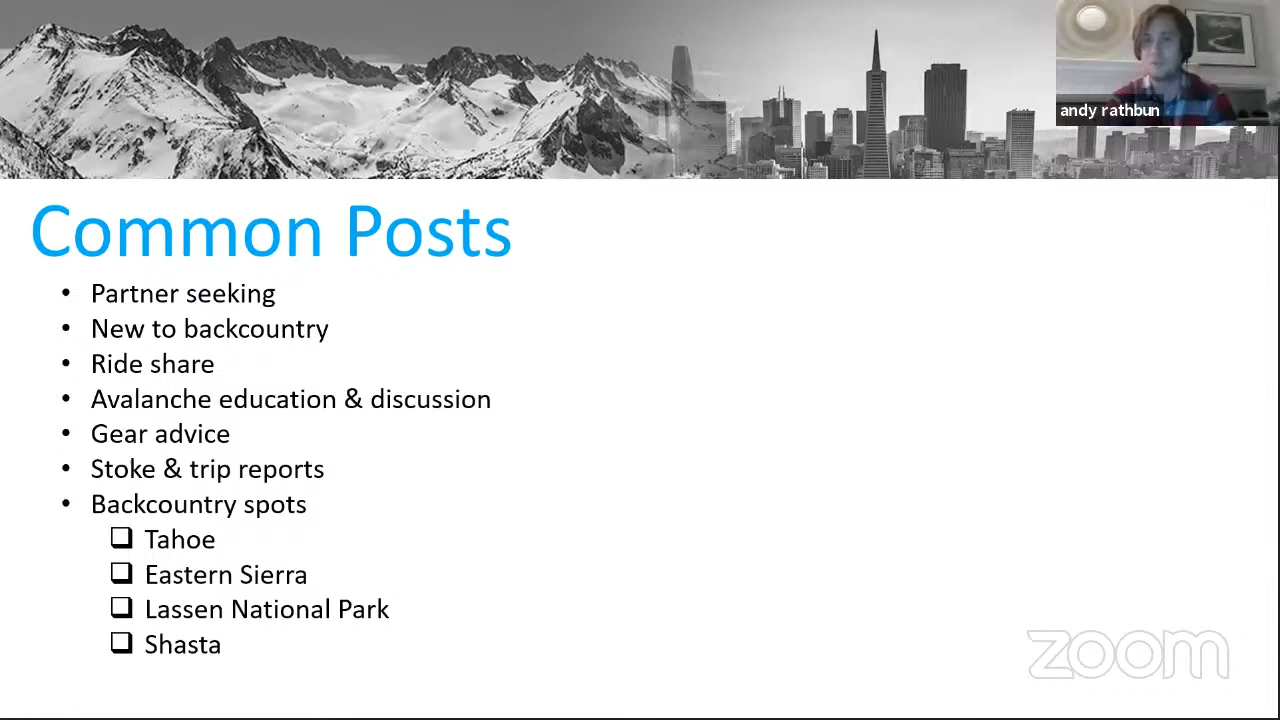 andy rathbun
Common Posts
• Partner seeking
• New to backcountry
• Ride share
• Avalanche education & discussion
• Gear advice
• Stoke & trip reports
• Backcountry spots
❑ Tahoe
❑ Eastern Sierra
❑ Lassen National Park
❑ Shasta
zoom